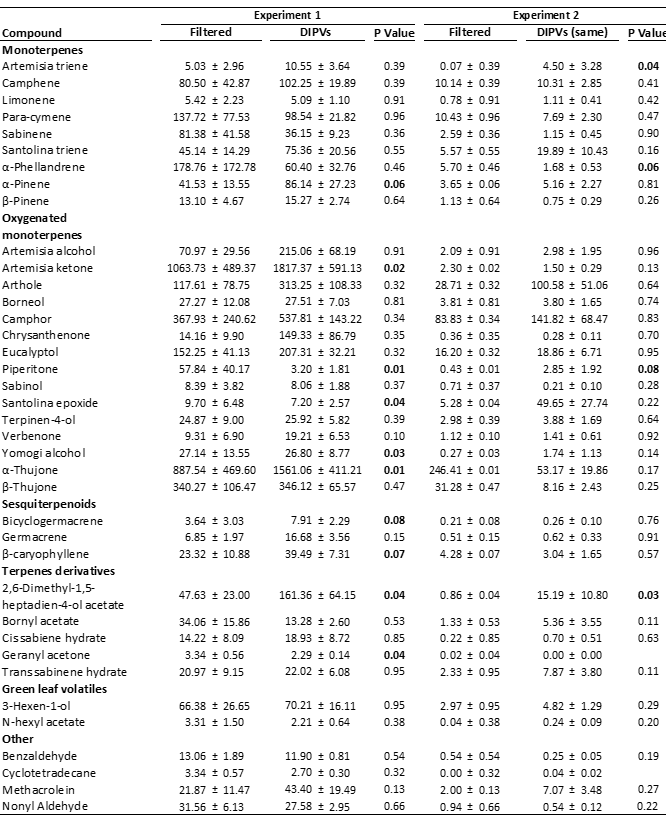 Experiment 1 Experiment 2
Compound Filtered DIPVs P Value Filtered DIPVs (same) P Value
Monoterpenes
Artemisia triene 5.03 ± 2.96 10.55 ± 3.64 0.39 0.07 ± 0.39 4.50 ± 3.28 0.04
Camphene 80.50 ± 42.87 102.25 ± 19.89 0.39 10.14 ± 0.39 10.31 ± 2.85 0.41
Limonene 5.42 ± 2.23 5.09 ± 1.10 0.91 0.78 ± 0.91 1.11 ± 0.41 0.42
Para-cymene 137.72 ± 77.53 98.54 ± 21.82 0.96 10.43 ± 0.96 7.69 ± 2.30 0.47
Sabinene 81.38 ± 41.58 36.15 ± 9.23 0.36 2.59 ± 0.36 1.15 ± 0.45 0.90
Santolina triene 45.14 ± 14.29 75.36 ± 20.56 0.55 5.57 ± 0.55 19.89 ± 10.43 0.16
α-Phellandrene 178.76 ± 172.78 60.40 ± 32.76 0.46 5.70 ± 0.46 1.68 ± 0.53 0.06
α-Pinene 41.53 ± 13.55 86.14 ± 27.23 0.06 3.65 ± 0.06 5.16 ± 2.27 0.81
β-Pinene 13.10 ± 4.67 15.27 ± 2.74 0.64 1.13 ± 0.64 0.75 ± 0.29 0.26
Oxygenated
monoterpenes
Artemisia alcohol 70.97 ± 29.56 215.06 ± 68.19 0.91 2.09 ± 0.91 2.98 ± 1.95 0.96
Artemisia ketone 1063.73 ± 489.37 1817.37 ± 591.13 0.02 2.30 ± 0.02 1.50 ± 0.29 0.13
Arthole 117.61 ± 78.75 313.25 ± 108.33 0.32 28.71 ± 0.32 100.58 ± 51.06 0.64
Borneol 27.27 ± 12.08 27.51 ± 7.03 0.81 3.81 ± 0.81 3.80 ± 1.65 0.74
Camphor 367.93 ± 240.62 537.81 ± 143.22 0.34 83.83 ± 0.34 141.82 ± 68.47 0.83
Chrysanthenone 14.16 ± 9.90 149.33 ± 86.79 0.35 0.36 ± 0.35 0.28 ± 0.11 0.70
Eucalyptol 152.25 ± 41.13 207.31 ± 32.21 0.32 16.20 ± 0.32 18.86 ± 6.71 0.95
Piperitone 57.84 ± 40.17 3.20 ± 1.81 0.01 0.43 ± 0.01 2.85 ± 1.92 0.08
Sabinol 8.39 ± 3.82 8.06 ± 1.88 0.37 0.71 ± 0.37 0.21 ± 0.10 0.28
Santolina epoxide 9.70 ± 6.48 7.20 ± 2.57 0.04 5.28 ± 0.04 49.65 ± 27.74 0.22
Terpinen-4-ol 24.87 ± 9.00 25.92 ± 5.82 0.39 2.98 ± 0.39 3.88 ± 1.69 0.64
Verbenone 9.31 ± 6.90 19.21 ± 6.53 0.10 1.12 ± 0.10 1.41 ± 0.61 0.92
Yomogi alcohol 27.14 ± 13.55 26.80 ± 8.77 0.03 0.27 ± 0.03 1.74 ± 1.13 0.14
α-Thujone 887.54 ± 469.60 1561.06 ± 411.21 0.01 246.41 ± 0.01 53.17 ± 19.86 0.17
β-Thujone 340.27 ± 106.47 346.12 ± 65.57 0.47 31.28 ± 0.47 8.16 ± 2.43 0.25
Sesquiterpenoids
Bicyclogermacrene 3.64 ± 3.03 7.91 ± 2.29 0.08 0.21 ± 0.08 0.26 ± 0.10 0.76
Germacrene 6.85 ± 1.97 16.68 ± 3.56 0.15 0.51 ± 0.15 0.62 ± 0.33 0.91
β-caryophyllene 23.32 ± 10.88 39.49 ± 7.31 0.07 4.28 ± 0.07 3.04 ± 1.65 0.57
Terpenes derivatives
2,6-Dimethyl-1,5-
heptadien-4-ol acetate 47.63 ± 23.00 161.36 ± 64.15 0.04 0.86 ± 0.04 15.19 ± 10.80 0.03
Bornyl acetate 34.06 ± 15.86 13.28 ± 2.60 0.53 1.33 ± 0.53 5.36 ± 3.55 0.11
Cis sabiene hydrate 14.22 ± 8.09 18.93 ± 8.72 0.85 0.22 ± 0.85 0.70 ± 0.51 0.63
Geranyl acetone 3.34 ± 0.56 2.29 ± 0.14 0.04 0.02 ± 0.04 0.00 ± 0.00
Trans sabinene hydrate 20.97 ± 9.15 22.02 ± 6.08 0.95 2.33 ± 0.95 7.87 ± 3.80 0.11
Green leaf volatiles
3-Hexen-1-ol 66.38 ± 26.65 70.21 ± 16.11 0.95 2.97 ± 0.95 4.82 ± 1.29 0.29
N-hexyl acetate 3.31 ± 1.50 2.21 ± 0.64 0.38 0.04 ± 0.38 0.24 ± 0.09 0.20
Other
Benzaldehyde 13.06 ± 1.89 11.90 ± 0.81 0.54 0.54 ± 0.54 0.25 ± 0.05 0.19
Cyclotetradecane 3.34 ± 0.57 2.70 ± 0.30 0.32 0.00 ± 0.32 0.04 ± 0.02
Methacrolein 21.87 ± 11.47 43.40 ± 19.49 0.13 2.00 ± 0.13 7.07 ± 3.48 0.27
Nonyl Aldehyde 31.56 ± 6.13 27.58 ± 2.95 0.66 0.94 ± 0.66 0.54 ± 0.12 0.22